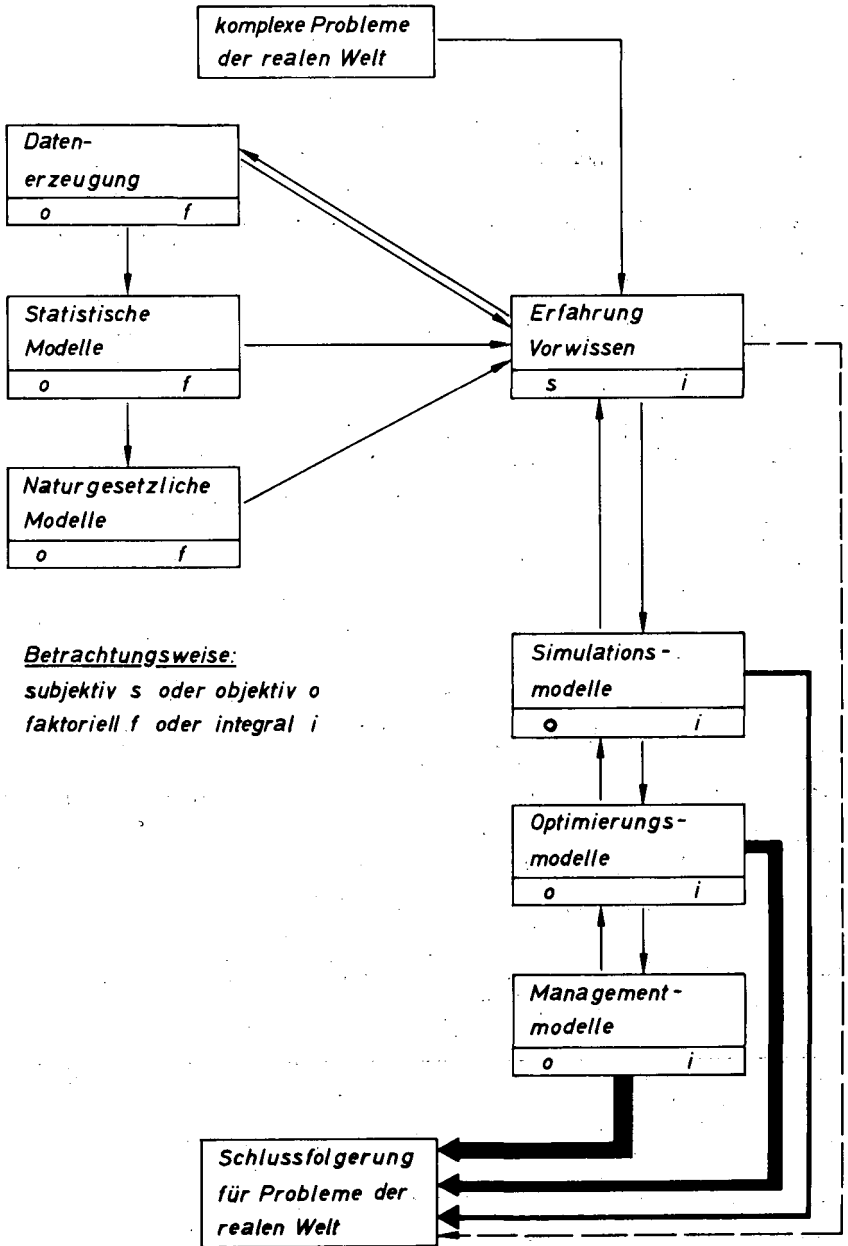 komplexe Probleme
der realen Welt
Daten-
erzeugung
o f
Statistische
Modelle
o f
Naturgesetzliche
Modelle
o f
Erfahrung
Vorwissen
s i
Betrachtungsweise:
subjektiv s oder objektiv o
faktoriell f oder integral i
Simulations-
modelle
o i
Optimierungs-
modelle
o i
Management-
modelle
o i
Schlussfolgerung
für Probleme der
realen Welt